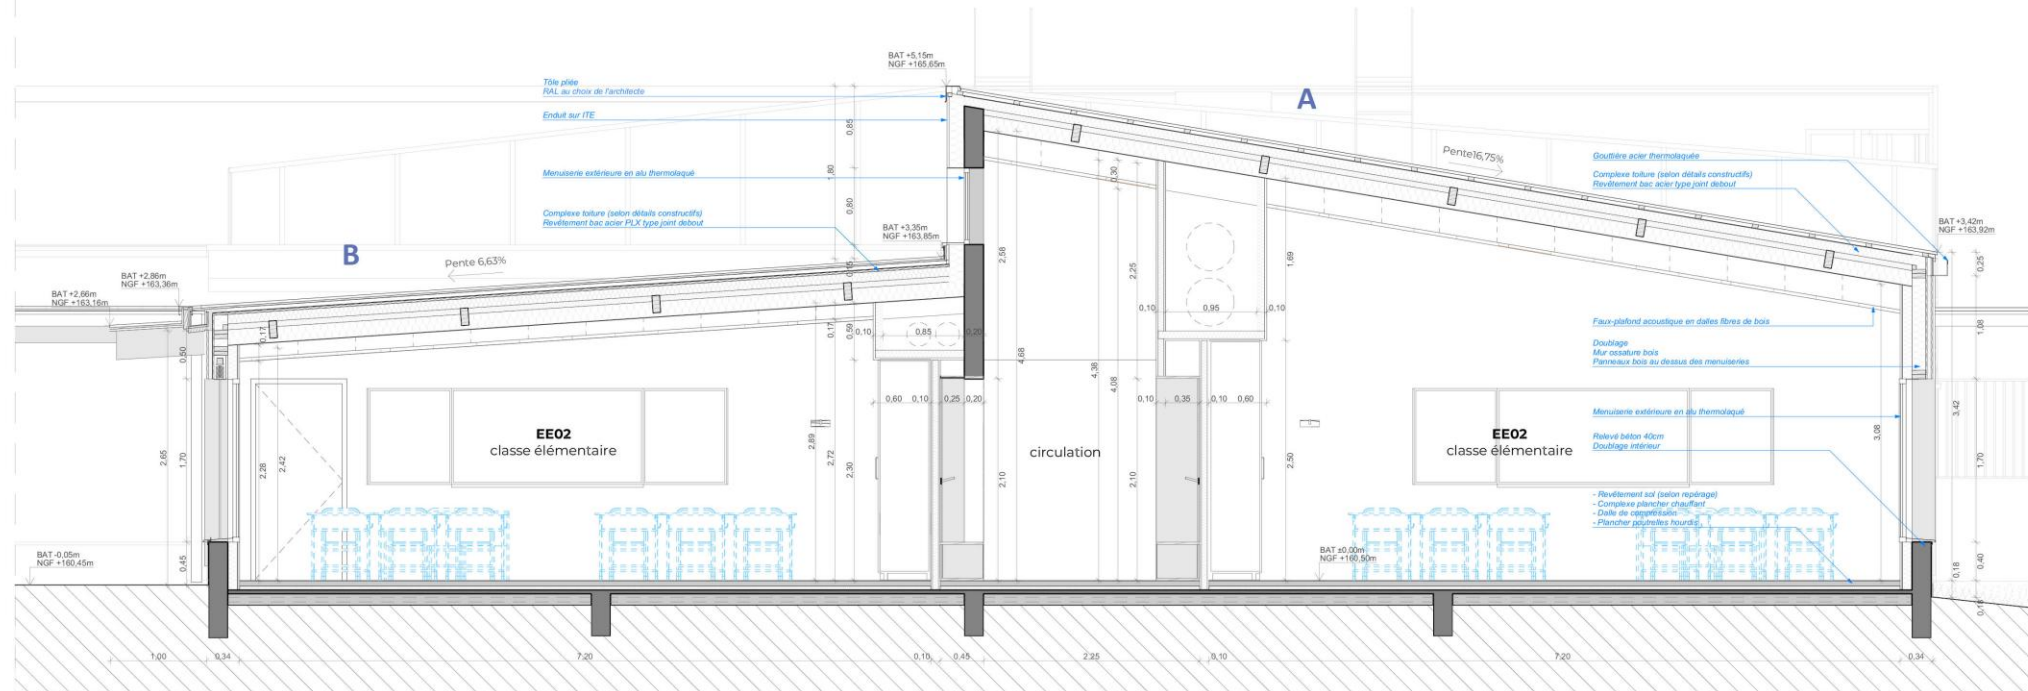 BAT +5,15m
NGF +165,65m
Tôle pliée
RAL au choix de l'architecte
Enduit sur ITE
A
Pente16,75%
Gouttière acier thermolaquée
Complexe toiture (selon détails constructifs)
Revêtement bac acier type joint debout
Menuiserie extérieure en alu thermolaqué
Complexe toiture (selon détails constructifs)
Revêtement bac acier PLX type joint debout
BAT +3,35m
NGF +163,85m
BAT +3,42m
NGF +163,92m
B
Pente 6,63%
BAT +2,86m
NGF +163,36m
BAT +2,66m
NGF +163,16m
0,85
1,80
0,80
0,15
0,30
2,58
2,25
1,69
0,25
1,08
0,17
0,50
0,17
0,59
0,10
0,85
0,20
0,10
0,95
0,10
4,68
4,38
4,08
Faux-plafond acoustique en dalles fibres de bois
Doublage
Mur ossature bois
Panneaux bois au dessus des menuiseries
0,60
0,10
0,25
0,20
0,10
0,35
0,10
0,60
Menuiserie extérieure en alu thermolaqué
3,42
EE02
classe élémentaire
circulation
EE02
classe élémentaire
Relevé béton 40cm
Doublage intérieur
2,65
1,70
2,28
2,42
2,89
2,72
2,30
2,10
2,10
2,50
3,08
1,70
- Revêtement sol (selon repérage)
- Complexe plancher chauffant
- Dalle de compression
- Plancher poutrelles hourdis
BAT -0,05m
NGF +160,45m
0,45
BAT ±0,00m
NGF +160,50m
0,40
0,18
0,18
1,00
0,34
7,20
0,10
0,45
2,25
0,10
7,20
0,34